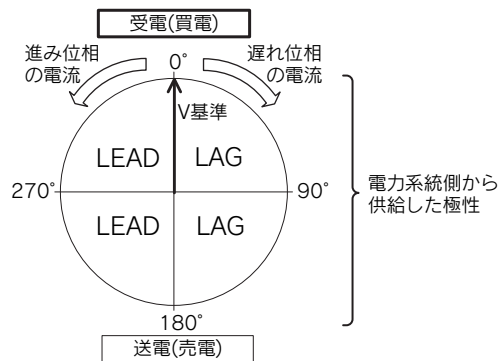 受電(買電)
進み位相
の電流
0°
遅れ位相
の電流
V基準
LEAD
LAG
270°
90°
電力系統側から
供給した極性
LEAD
LAG
180°
送電(売電)